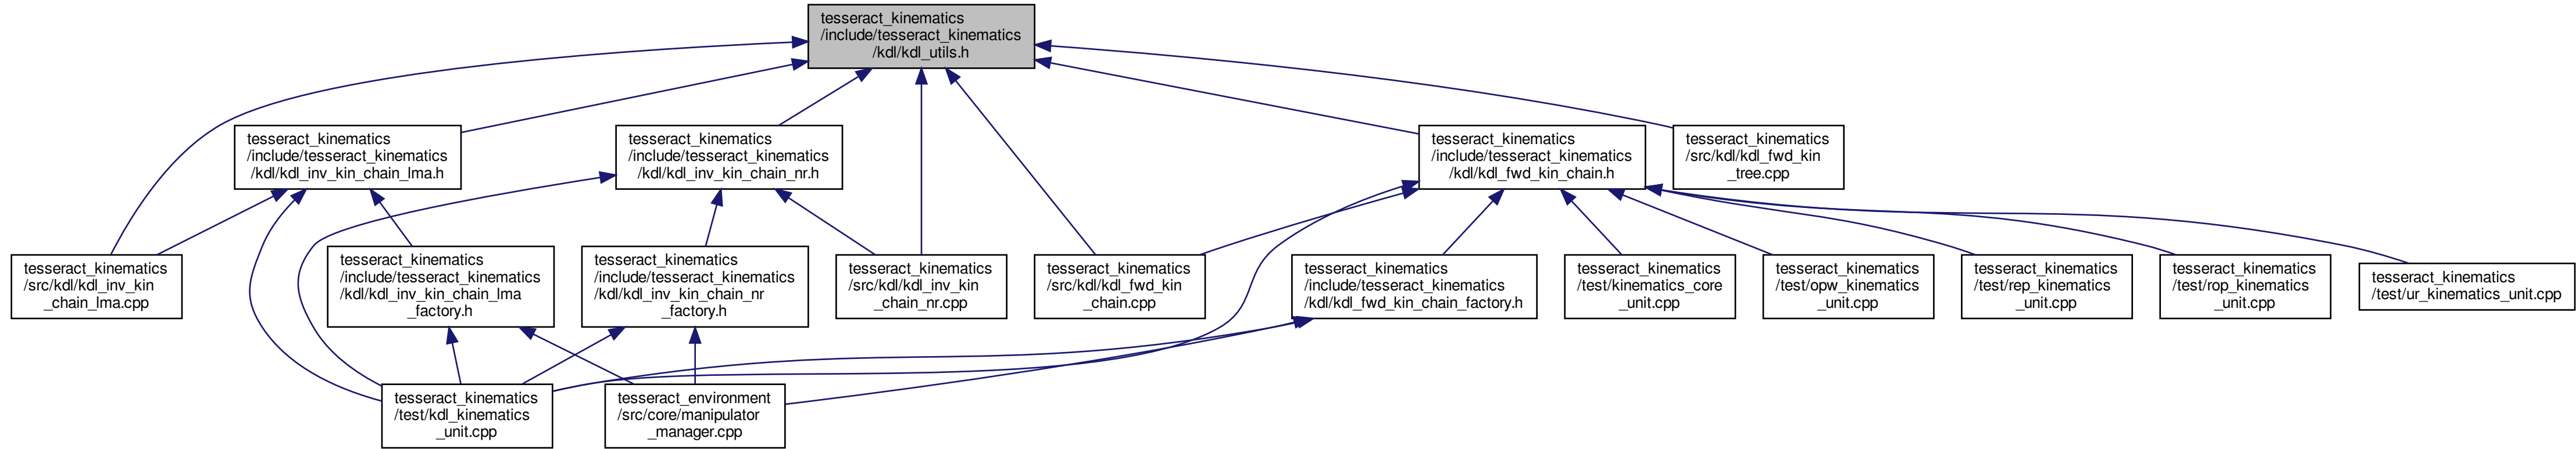 tesseract_kinematics
/include/tesseract_kinematics
/kdl/kdl_utils.h
tesseract_kinematics
/include/tesseract_kinematics
/kdl/kdl_inv_kin_chain_lma.h
tesseract_kinematics
/include/tesseract_kinematics
/kdl/kdl_inv_kin_chain_nr.h
tesseract_kinematics
/include/tesseract_kinematics
/kdl/kdl_fwd_kin_chain.h
tesseract_kinematics
/src/kdl/kdl_fwd_kin
_tree.cpp
tesseract_kinematics
/src/kdl/kdl_inv_kin
_chain_lma.cpp
tesseract_kinematics
/include/tesseract_kinematics
/kdl/kdl_inv_kin_chain_lma
_factory.h
tesseract_kinematics
/include/tesseract_kinematics
/kdl/kdl_inv_kin_chain_nr
_factory.h
tesseract_kinematics
/src/kdl/kdl_inv_kin
_chain_nr.cpp
tesseract_kinematics
/src/kdl/kdl_fwd_kin
_chain.cpp
tesseract_kinematics
/include/tesseract_kinematics
/kdl/kdl_fwd_kin_chain_factory.h
tesseract_kinematics
/test/kinematics_core
_unit.cpp
tesseract_kinematics
/test/opw_kinematics
_unit.cpp
tesseract_kinematics
/test/rep_kinematics
_unit.cpp
tesseract_kinematics
/test/rop_kinematics
_unit.cpp
tesseract_kinematics
/test/ur_kinematics_unit.cpp
tesseract_kinematics
/test/kdl_kinematics
_unit.cpp
tesseract_environment
/src/core/manipulator
_manager.cpp